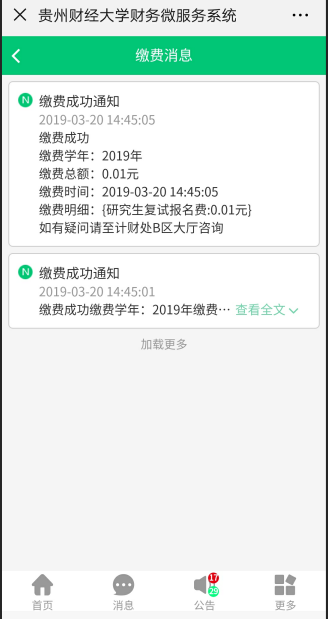 贵州财经大学财务微服务系统
缴费消息
N 缴费成功通知
2019-03-20 14:45:05
缴费成功
缴费学年：2019年
缴费总额：0.01元
缴费时间：2019-03-20 14:45:05
缴费明细：{研究生复试报名费:0.01元}
如有疑问请至计财处B区大厅咨询
N 缴费成功通知
2019-03-20 14:45:01
缴费成功缴费学年：2019年缴费… 查看全文
加载更多
17
29
首页 消息 公告 更多